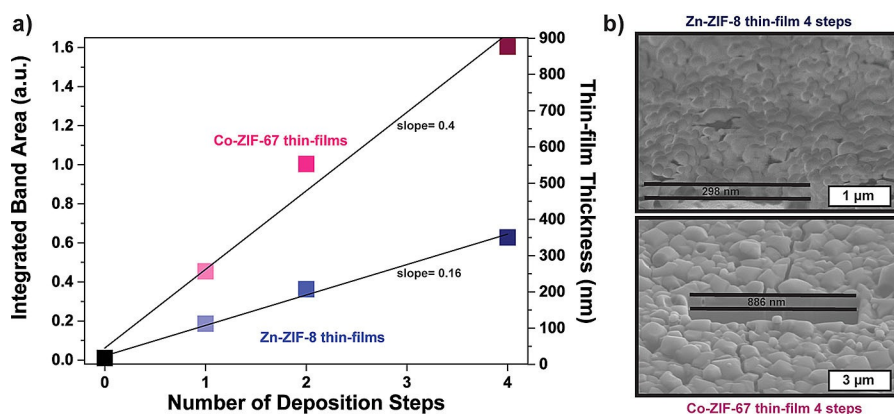 a)
Integrated Band Area (a.u.)
1.6
1.4
1.2
1.0
0.8
0.6
0.4
0.2
0.0
Co-ZIF-67 thin-films
slope= 0.4
slope= 0.16
Zn-ZIF-8 thin-films
0 1 2 3 4
Number of Deposition Steps
900
800
700
600
500
400
300
200
100
0
Thin-film Thickness (nm)
b)
Zn-ZIF-8 thin-film 4 steps
298 nm
1 µm
886 nm
3 µm
Co-ZIF-67 thin-film 4 steps